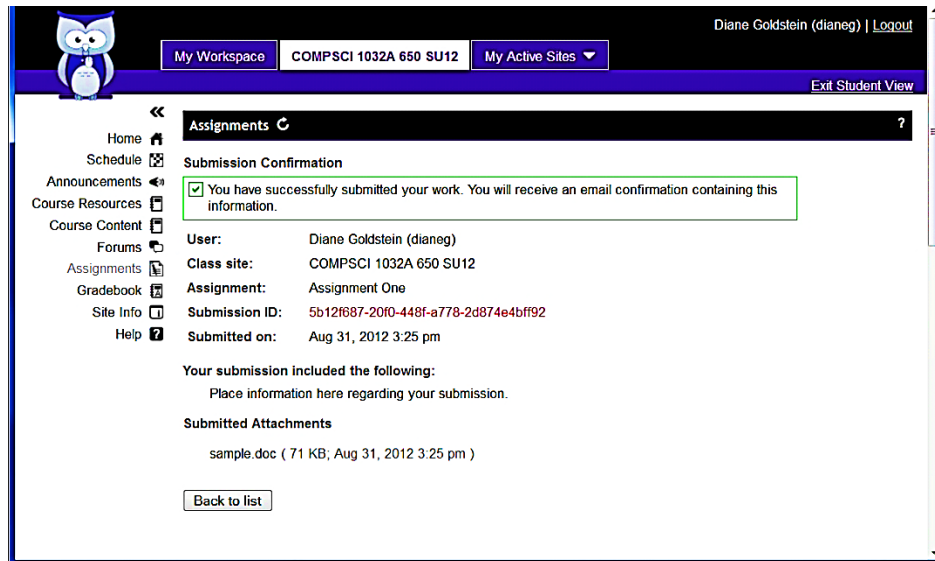 Diane Goldstein (dianeg) | Logout
My Workspace
COMPSCI 1032A 650 SU12
My Active Sites
Exit Student View
«
Home
Schedule
Announcements
Course Resources
Course Content
Forums
Assignments
Gradebook
Site Info
Help
Assignments ?
Submission Confirmation
You have successfully submitted your work. You will receive an email confirmation containing this
information.
User: Diane Goldstein (dianeg)
Class site: COMPSCI 1032A 650 SU12
Assignment: Assignment One
Submission ID: 5b12f687-20f0-448f-a778-2d874e4bff92
Submitted on: Aug 31, 2012 3:25 pm
Your submission included the following:
Place information here regarding your submission.
Submitted Attachments
sample.doc ( 71 KB; Aug 31, 2012 3:25 pm )
Back to list